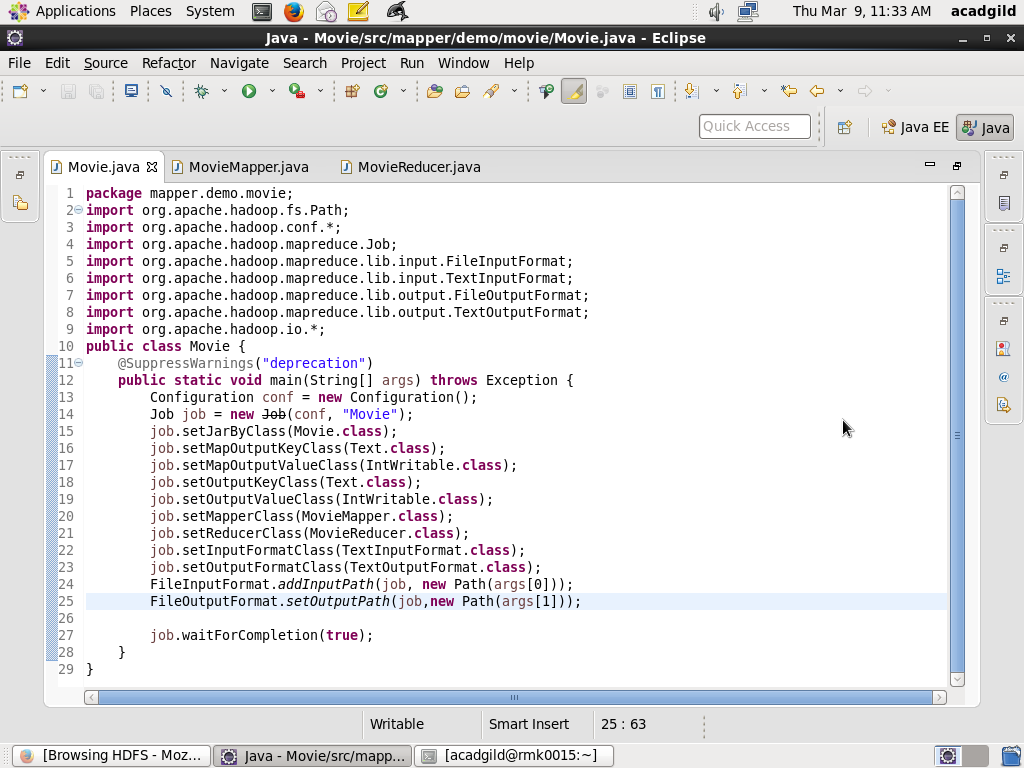 Applications Places System Thu Mar 9, 11:33 AM acadgild
Java - Movie/src/mapper/demo/movie/Movie.java - Eclipse
File Edit Source Refactor Navigate Search Project Run Window Help
Quick Access Java EE Java
Movie.java MovieMapper.java MovieReducer.java
1 package mapper.demo.movie;
2 import org.apache.hadoop.fs.Path;
3 import org.apache.hadoop.conf.*;
4 import org.apache.hadoop.mapreduce.Job;
5 import org.apache.hadoop.mapreduce.lib.input.FileInputFormat;
6 import org.apache.hadoop.mapreduce.lib.input.TextInputFormat;
7 import org.apache.hadoop.mapreduce.lib.output.FileOutputFormat;
8 import org.apache.hadoop.mapreduce.lib.output.TextOutputFormat;
9 import org.apache.hadoop.io.*;
10 public class Movie {
11     @SuppressWarnings("deprecation")
12     public static void main(String[] args) throws Exception {
13         Configuration conf = new Configuration();
14         Job job = new Job(conf, "Movie");
15         job.setJarByClass(Movie.class);
16         job.setMapOutputKeyClass(Text.class);
17         job.setMapOutputValueClass(IntWritable.class);
18         job.setOutputKeyClass(Text.class);
19         job.setOutputValueClass(IntWritable.class);
20         job.setMapperClass(MovieMapper.class);
21         job.setReducerClass(MovieReducer.class);
22         job.setInputFormatClass(TextInputFormat.class);
23         job.setOutputFormatClass(TextOutputFormat.class);
24         FileInputFormat.addInputPath(job, new Path(args[0]));
25         FileOutputFormat.setOutputPath(job,new Path(args[1]));
26
27         job.waitForCompletion(true);
28     }
29 }
Writable Smart Insert 25 : 63
[Browsing HDFS - Moz... Java - Movie/src/mapp... [acadgild@rmk0015:~]